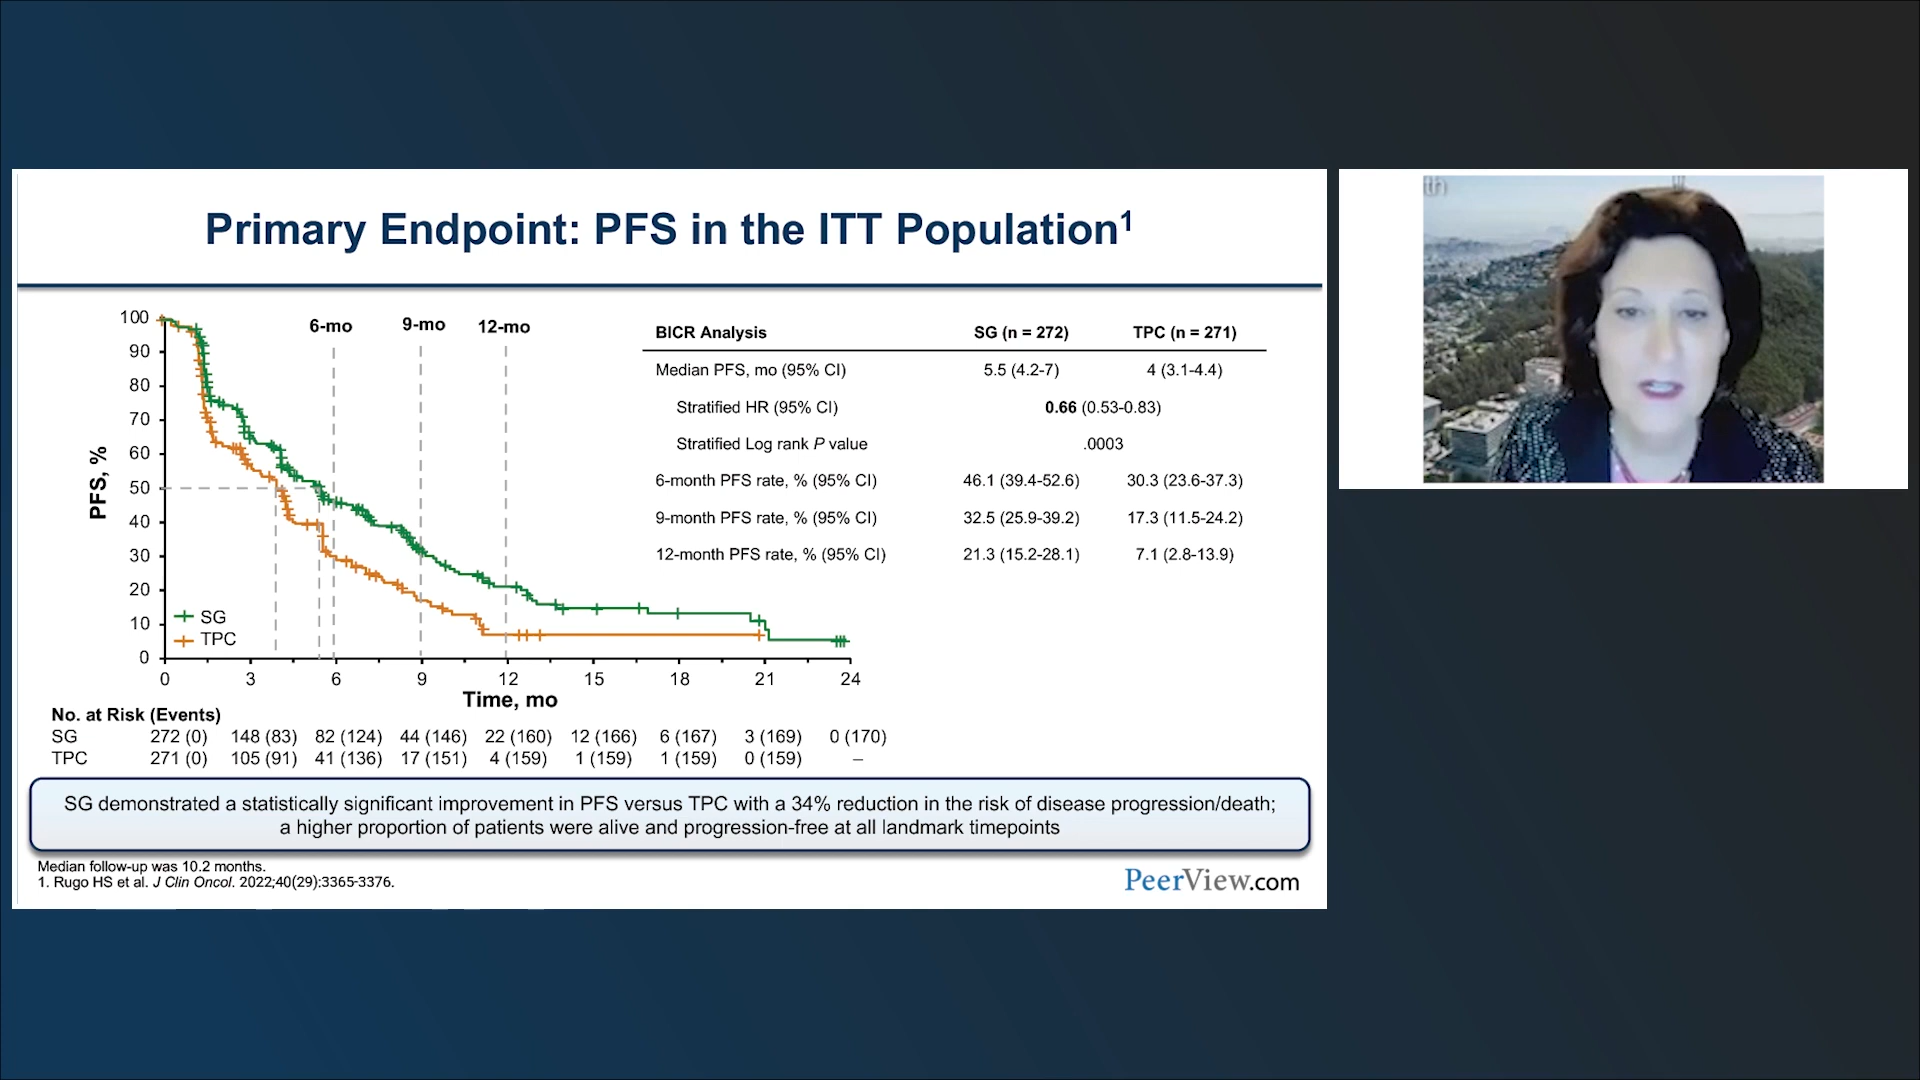 Primary Endpoint: PFS in the ITT Population1
PFS, %
100
90
80
70
60
50
40
30
20
10
0
6-mo 9-mo 12-mo
SG
TPC
0 3 6 9 12 15 18 21 24
Time, mo
BICR Analysis SG (n = 272) TPC (n = 271)
Median PFS, mo (95% CI) 5.5 (4.2-7) 4 (3.1-4.4)
Stratified HR (95% CI) 0.66 (0.53-0.83)
Stratified Log rank P value .0003
6-month PFS rate, % (95% CI) 46.1 (39.4-52.6) 30.3 (23.6-37.3)
9-month PFS rate, % (95% CI) 32.5 (25.9-39.2) 17.3 (11.5-24.2)
12-month PFS rate, % (95% CI) 21.3 (15.2-28.1) 7.1 (2.8-13.9)
No. at Risk (Events)
SG 272 (0) 148 (83) 82 (124) 44 (146) 22 (160) 12 (166) 6 (167) 3 (169) 0 (170)
TPC 271 (0) 105 (91) 41 (136) 17 (151) 4 (159) 1 (159) 1 (159) 0 (159) –
SG demonstrated a statistically significant improvement in PFS versus TPC with a 34% reduction in the risk of disease progression/death;
a higher proportion of patients were alive and progression-free at all landmark timepoints
Median follow-up was 10.2 months.
1. Rugo HS et al. J Clin Oncol. 2022;40(29):3365-3376.
PeerView.com
th